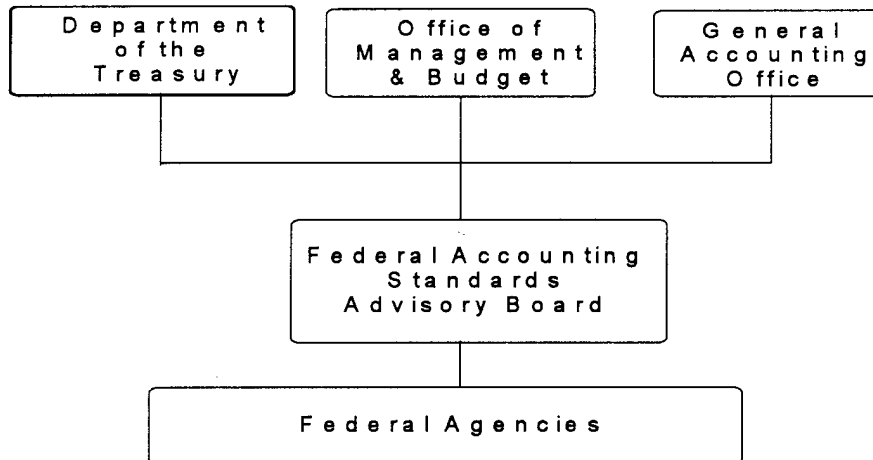 Department
of the
Treasury
Office of
Management
& Budget
General
Accounting
Office
Federal Accounting
Standards
Advisory Board
Federal Agencies